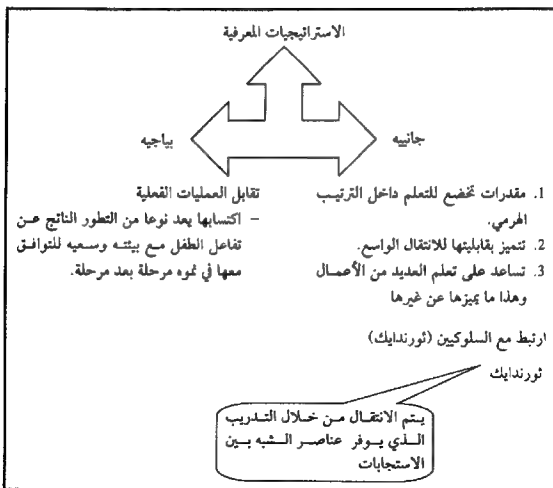 الاستراتيجيات المعرفية
جانييه
بياجيه
1. مقدرات تخضع للتعلم داخل الترتيب
الهرمي.
2. تتميز بقابليتها للانتقال الواسع.
3. تساعد على تعلم العديد من الأعمال
وهذا ما يميزها عن غيرها
تقابل العمليات الفعلية
– اكتسابها يعد نوعا من التطور الناتج عن
تفاعل الطفل مع بيئته وسعيه للتوافق
معها في نموه مرحلة بعد مرحلة.
ارتبط مع السلوكيين (ثورندايك)
ثورندايك
يتم الانتقال من خلال التدريب
الذي يوفر عناصر الشبه بين
الاستجابات